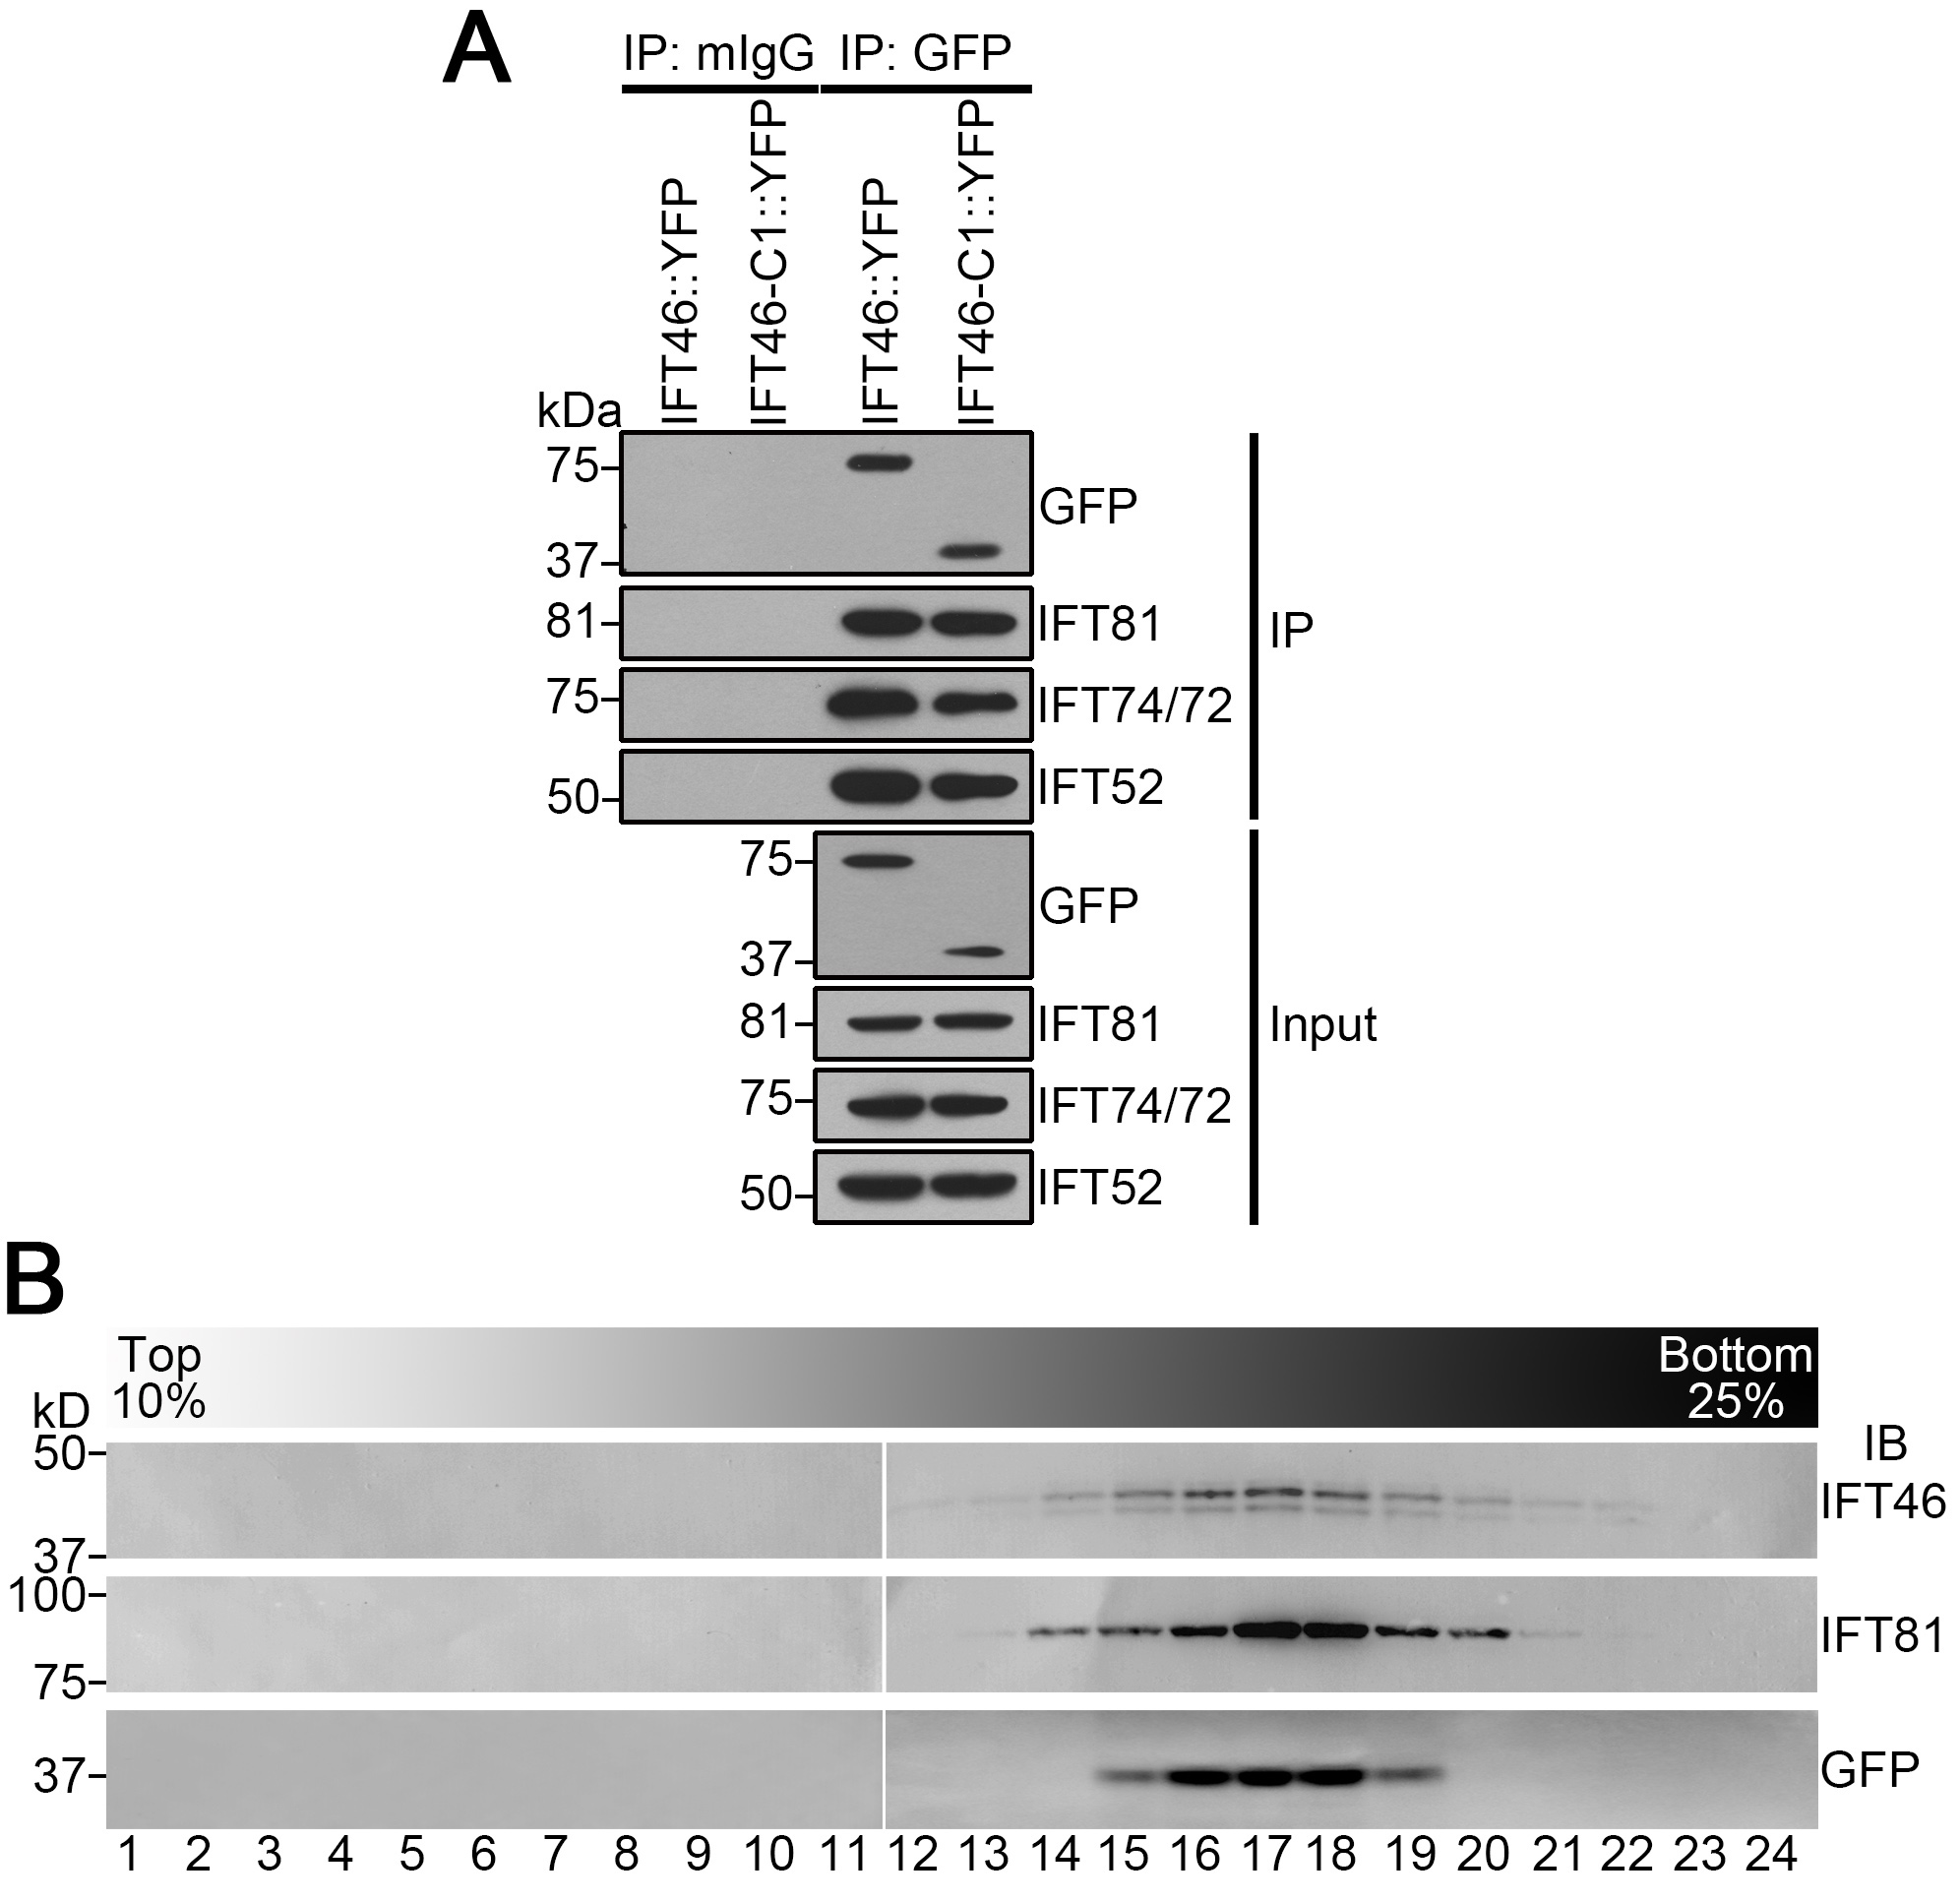 A
IP: mIgG IP: GFP
IFT46::YFP
IFT46-C1::YFP
IFT46::YFP
IFT46-C1::YFP
kDa
75
37
GFP
81
IFT81
75
IFT74/72
50
IFT52
IP
75
37
GFP
81
IFT81
75
IFT74/72
50
IFT52
Input
B
Top
10%
Bottom
25%
kD
IB
50
37
IFT46
100
75
IFT81
37
GFP
1 2 3 4 5 6 7 8 9 10 11 12 13 14 15 16 17 18 19 20 21 22 23 24